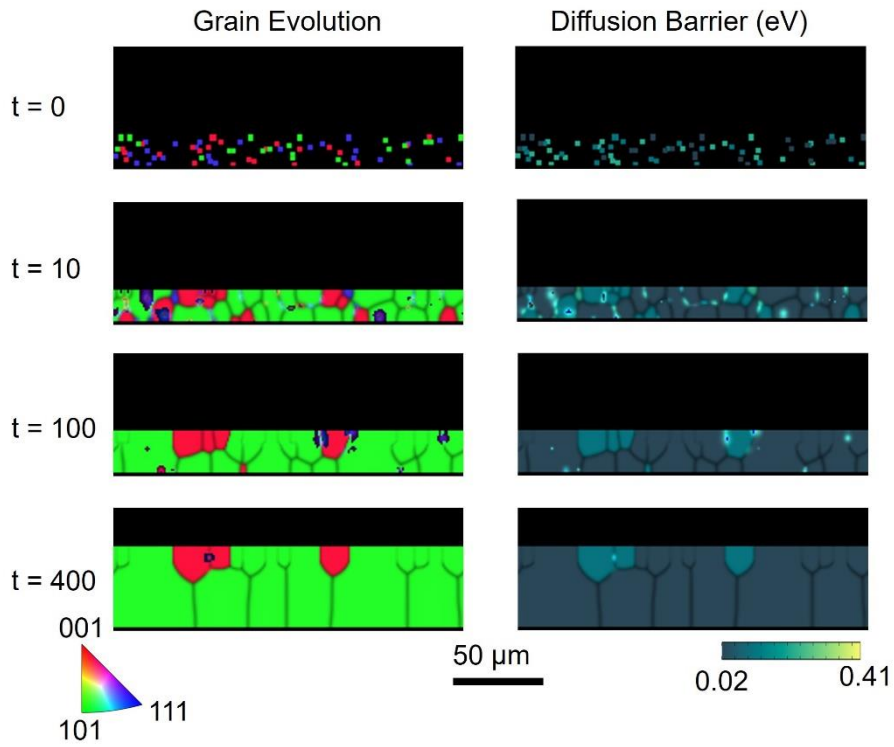 Grain Evolution
Diffusion Barrier (eV)
t = 0
t = 10
t = 100
t = 400
001
111
101
50 μm
0.02
0.41